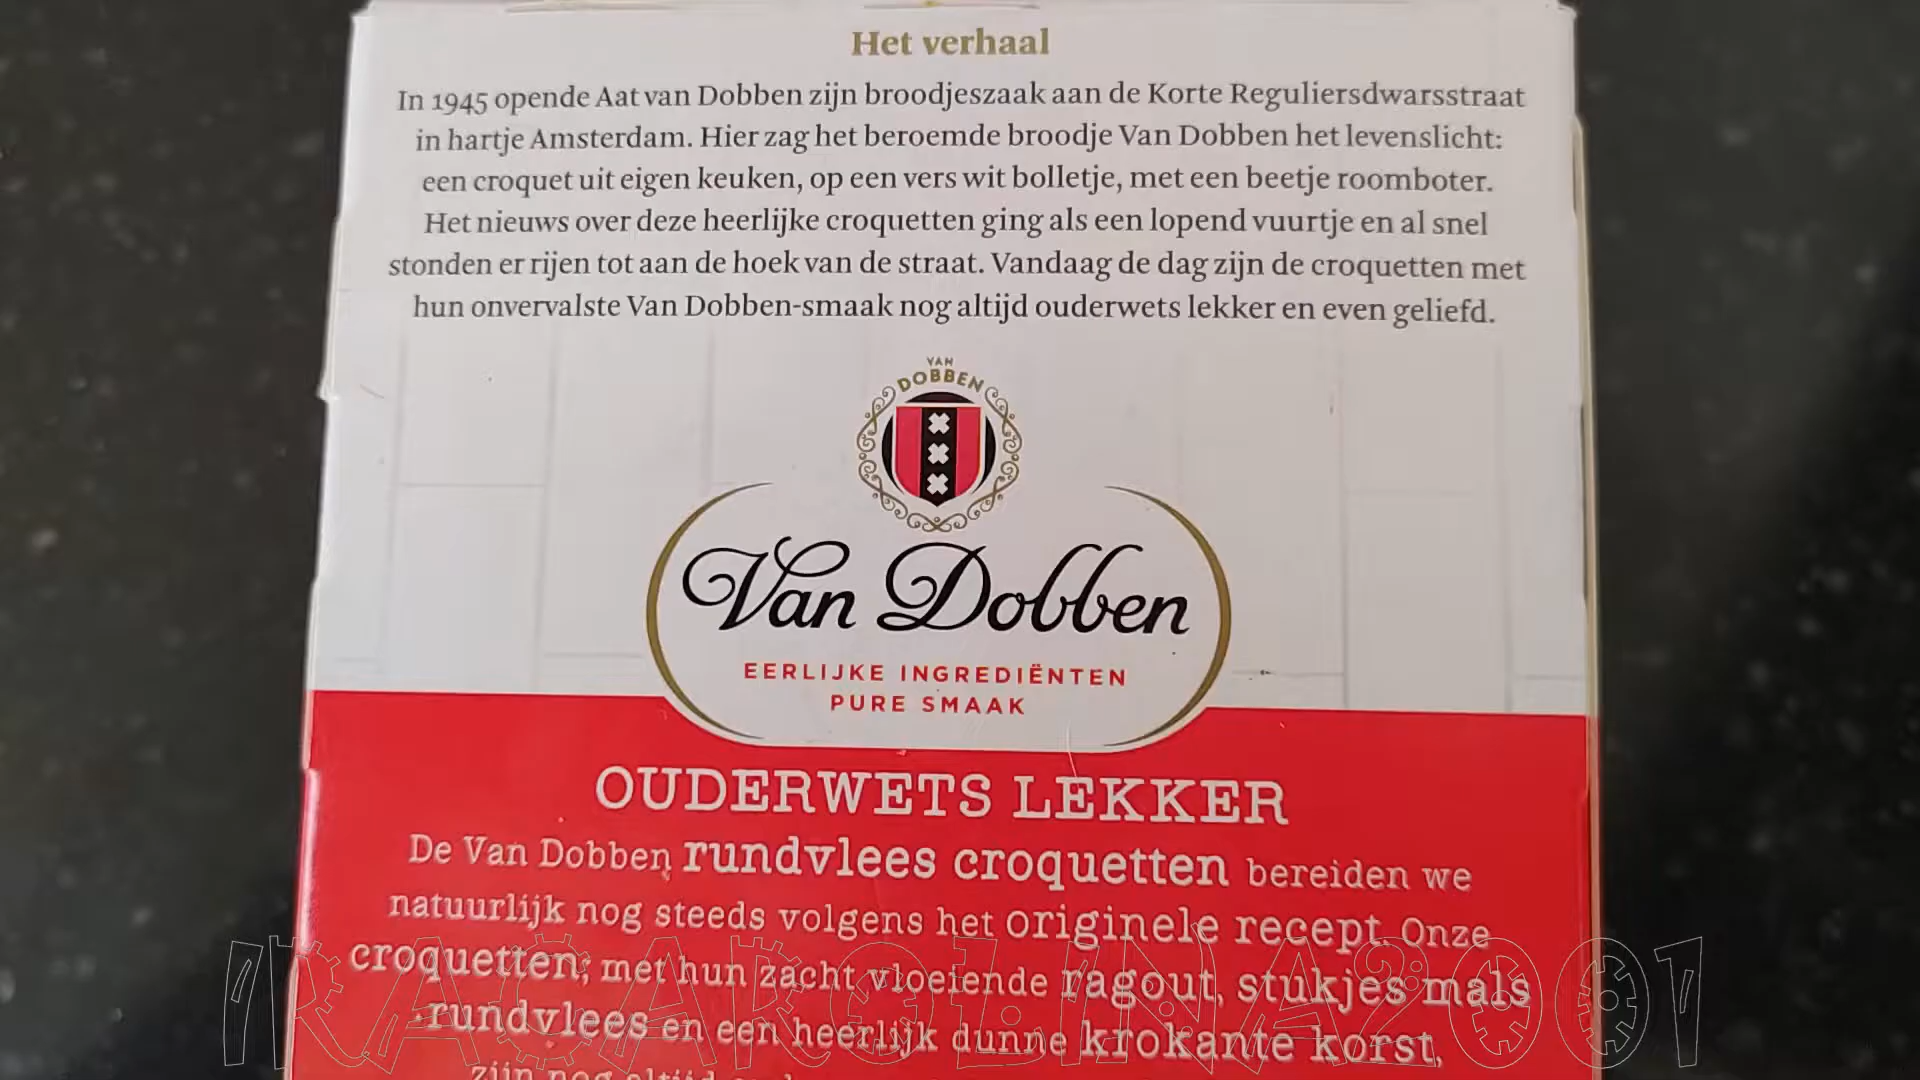 Het verhaal
In 1945 opende Aat van Dobben zijn broodjeszaak aan de Korte Reguliersdwarsstraat
in hartje Amsterdam. Hier zag het beroemde broodje Van Dobben het levenslicht:
een croquet uit eigen keuken, op een vers wit bolletje, met een beetje roomboter.
Het nieuws over deze heerlijke croquetten ging als een lopend vuurtje en al snel
stonden er rijen tot aan de hoek van de straat. Vandaag de dag zijn de croquetten met
hun onvervalste Van Dobben-smaak nog altijd ouderwets lekker en even geliefd.
VAN
DOBBEN
Van Dobben
EERLIJKE INGREDIËNTEN
PURE SMAAK
OUDERWETS LEKKER
De Van Dobben rundvlees croquetten bereiden we
natuurlijk nog steeds volgens het originele recept. Onze
croquetten, met hun zacht vloeiende ragout, stukjes mals
rundvlees en een heerlijk dunne krokante korst,
zijn nog altijd
IRACAROLINA2001